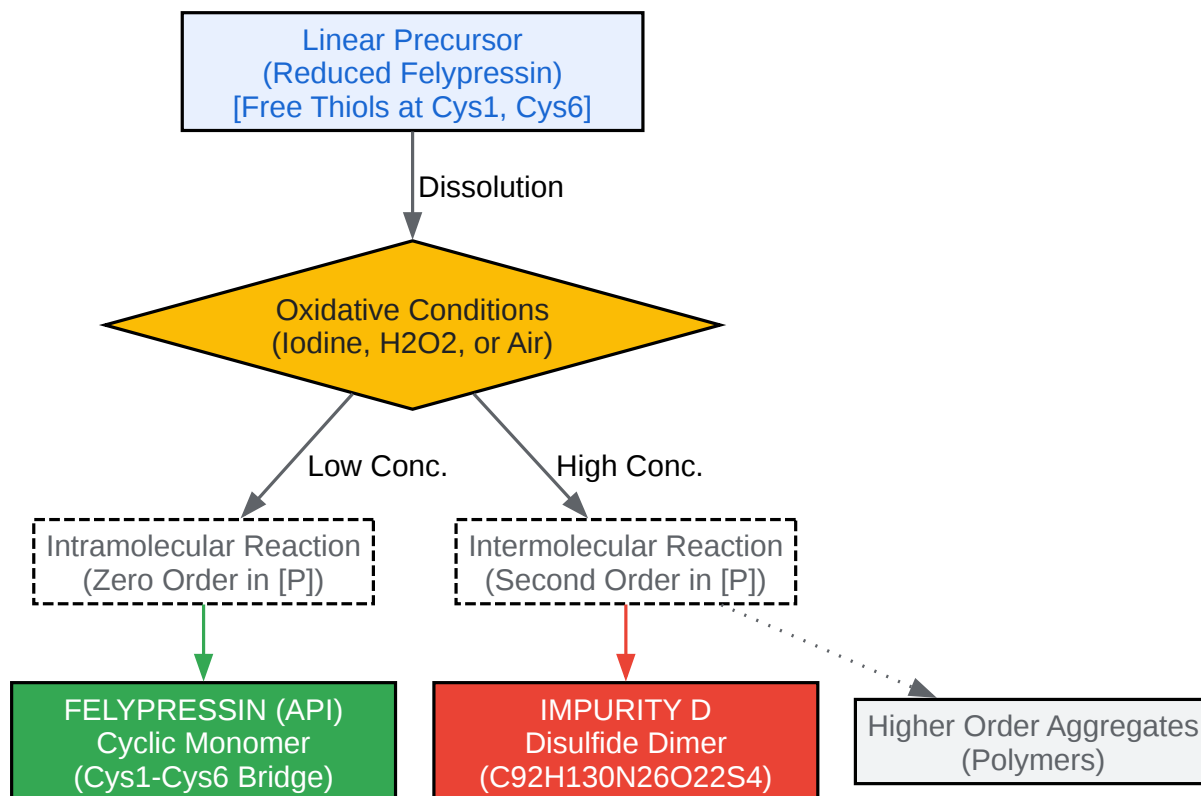 Linear Precursor
(Reduced Felypressin)
[Free Thiols at Cys1, Cys6]
Dissolution
Oxidative Conditions
(Iodine, H2O2, or Air)
Low Conc.
High Conc.
Intramolecular Reaction
(Zero Order in [P])
Intermolecular Reaction
(Second Order in [P])
FELYPRESSIN (API)
Cyclic Monomer
(Cys1-Cys6 Bridge)
IMPURITY D
Disulfide Dimer
(C92H130N26O22S4)
Higher Order Aggregates
(Polymers)